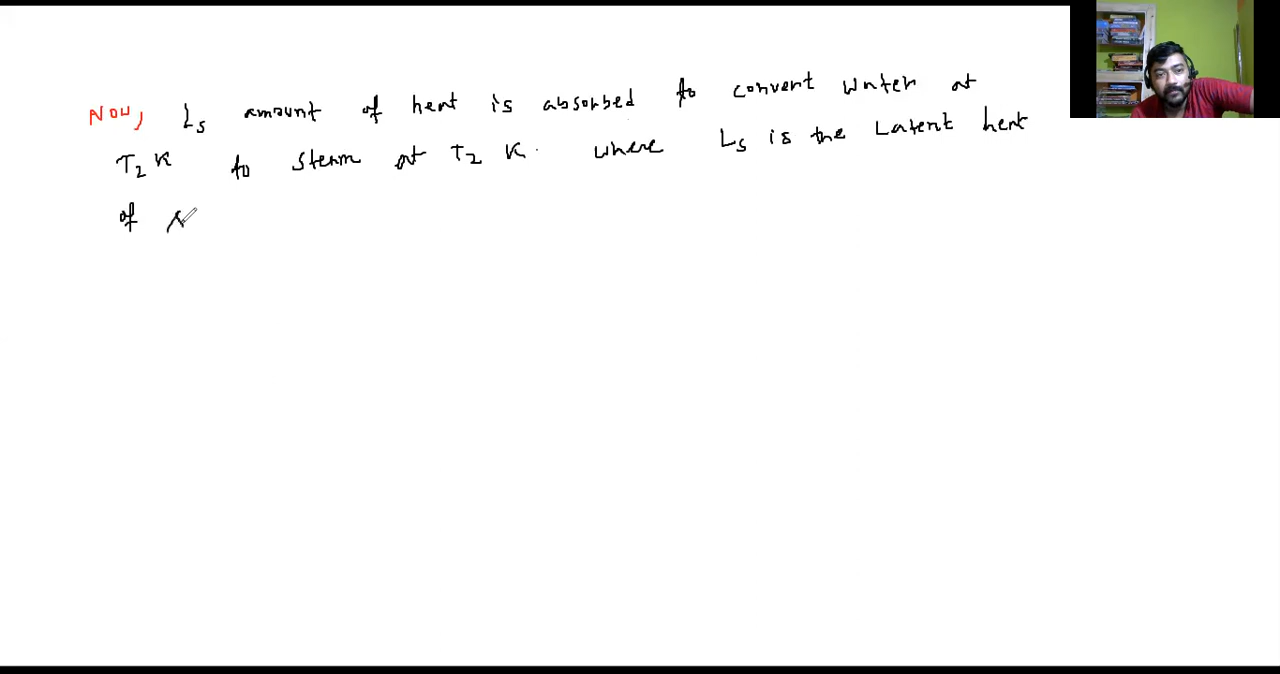 Now, Ls amount of heat is absorbed to convert water at
T2 K to steam at T2 K. where Ls is the Latent heat
of